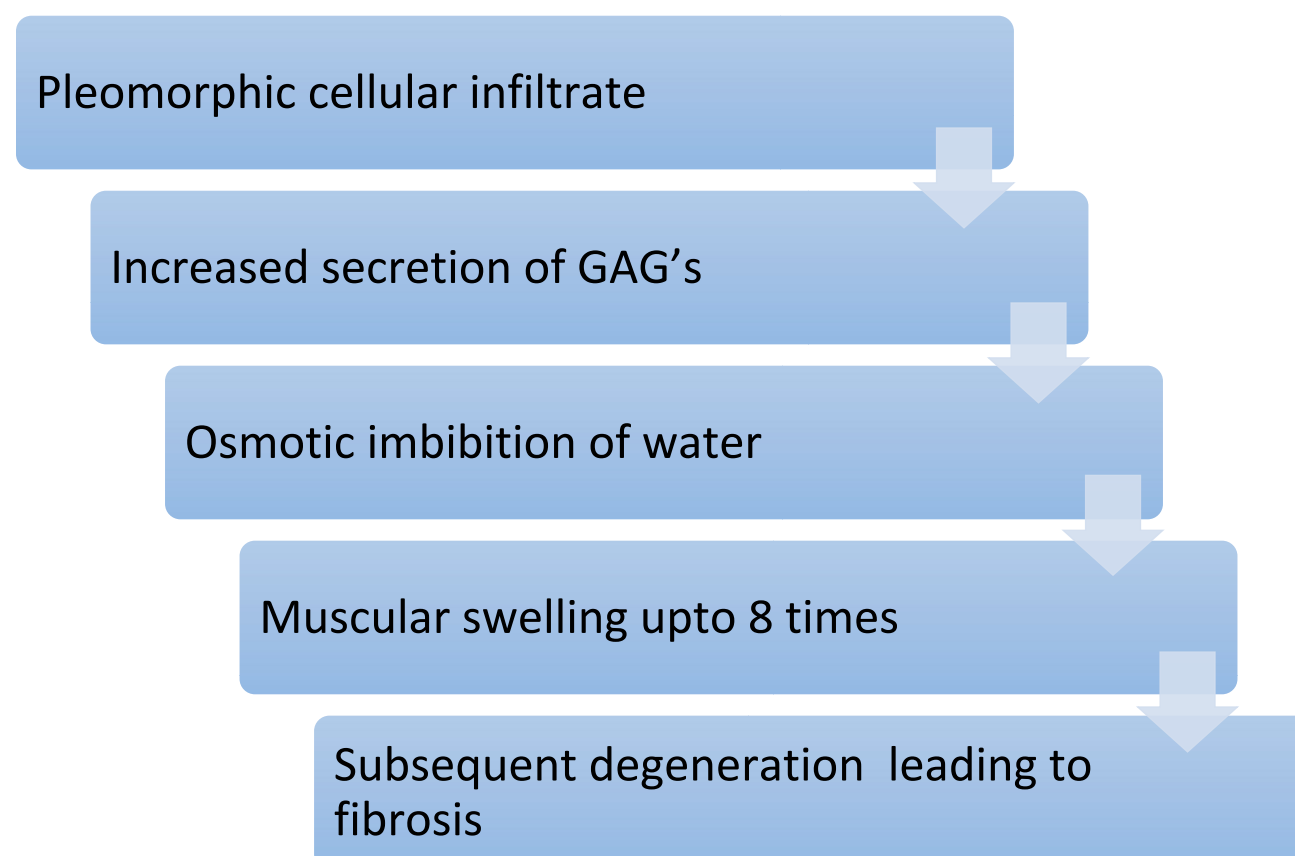 Pleomorphic cellular infiltrate
Increased secretion of GAG’s
Osmotic imbibition of water
Muscular swelling upto 8 times
Subsequent degeneration  leading to
fibrosis